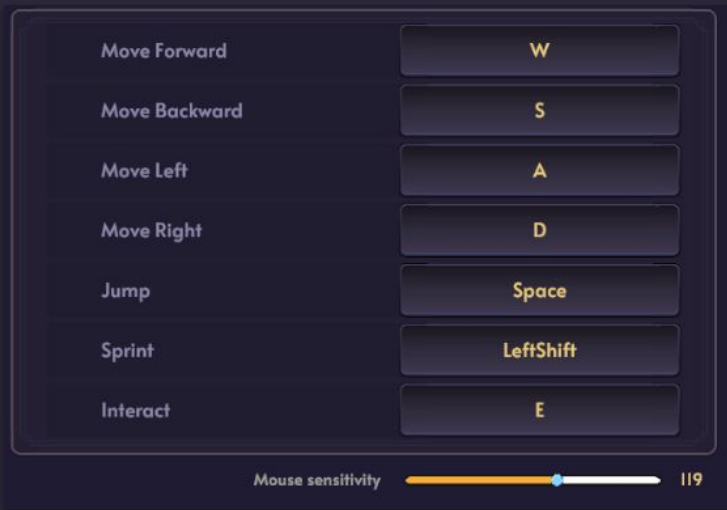 Move Forward W
Move Backward S
Move Left A
Move Right D
Jump Space
Sprint LeftShift
Interact E
Mouse sensitivity 119